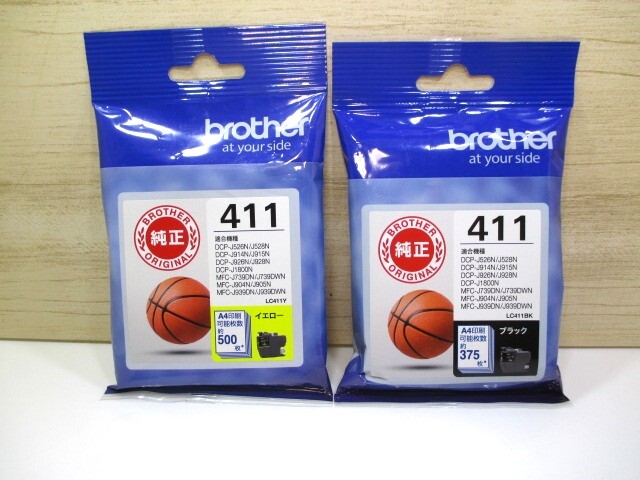 brother
at your side
BROTHER
純正
ORIGINAL
411
適合機種
DCP-J526N/J528N
DCP-J914N/J915N
DCP-J926N/J928N
DCP-J1800N
MFC-J739DN/J739DWN
MFC-J904N/J905N
MFC-J939DN/J939DWN
LC411Y
A4印刷
可能枚数
約
500
枚*
イエロー
brother
at your side
BROTHER
純正
ORIGINAL
411
適合機種
DCP-J526N/J528N
DCP-J914N/J915N
DCP-J926N/J928N
DCP-J1800N
MFC-J739DN/J739DWN
MFC-J904N/J905N
MFC-J939DN/J939DWN
LC411BK
A4印刷
可能枚数
約
375
枚*
ブラック